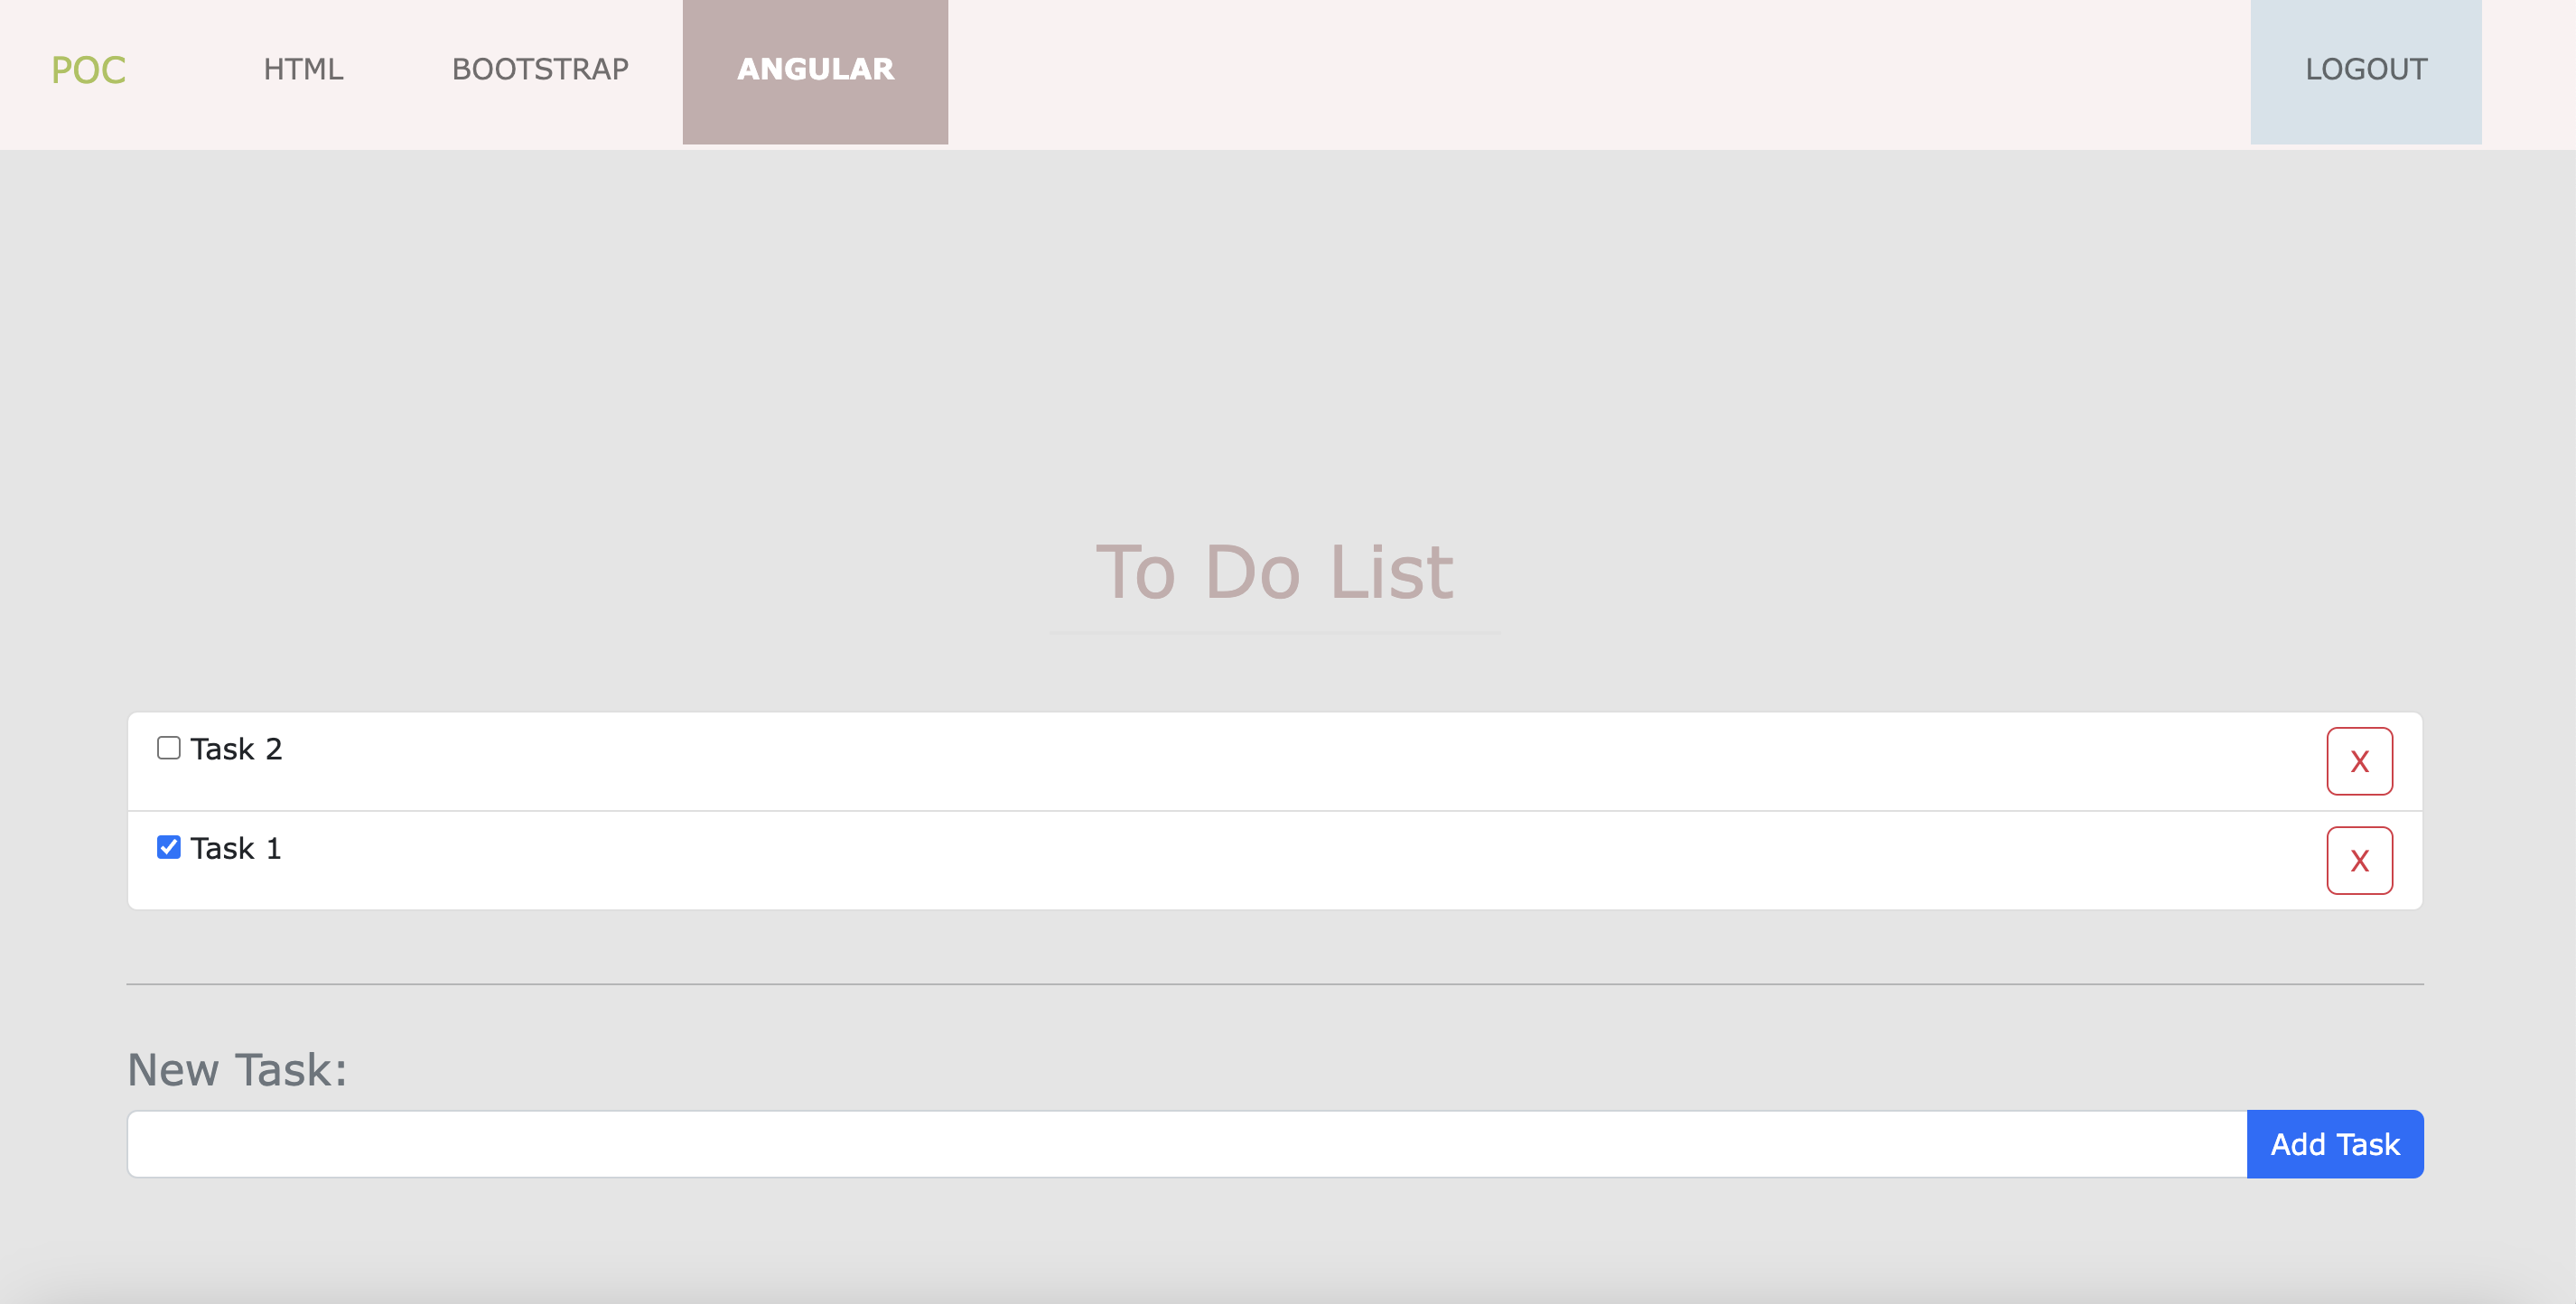 POC HTML BOOTSTRAP ANGULAR LOGOUT
To Do List
Task 2 X
Task 1 X
New Task:
Add Task